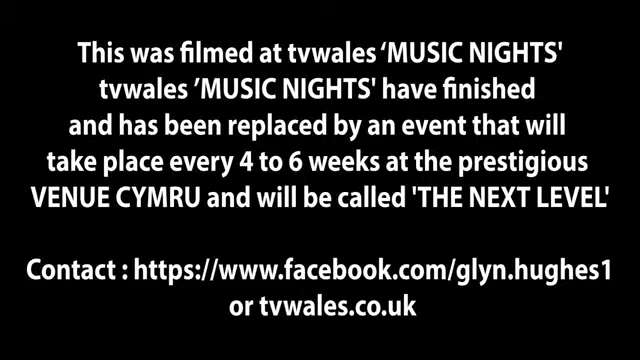 This was filmed at tvwales ‘MUSIC NIGHTS'
tvwales ’MUSIC NIGHTS' have finished
and has been replaced by an event that will
take place every 4 to 6 weeks at the prestigious
VENUE CYMRU and will be called 'THE NEXT LEVEL'
Contact : https://www.facebook.com/glyn.hughes1
or tvwales.co.uk